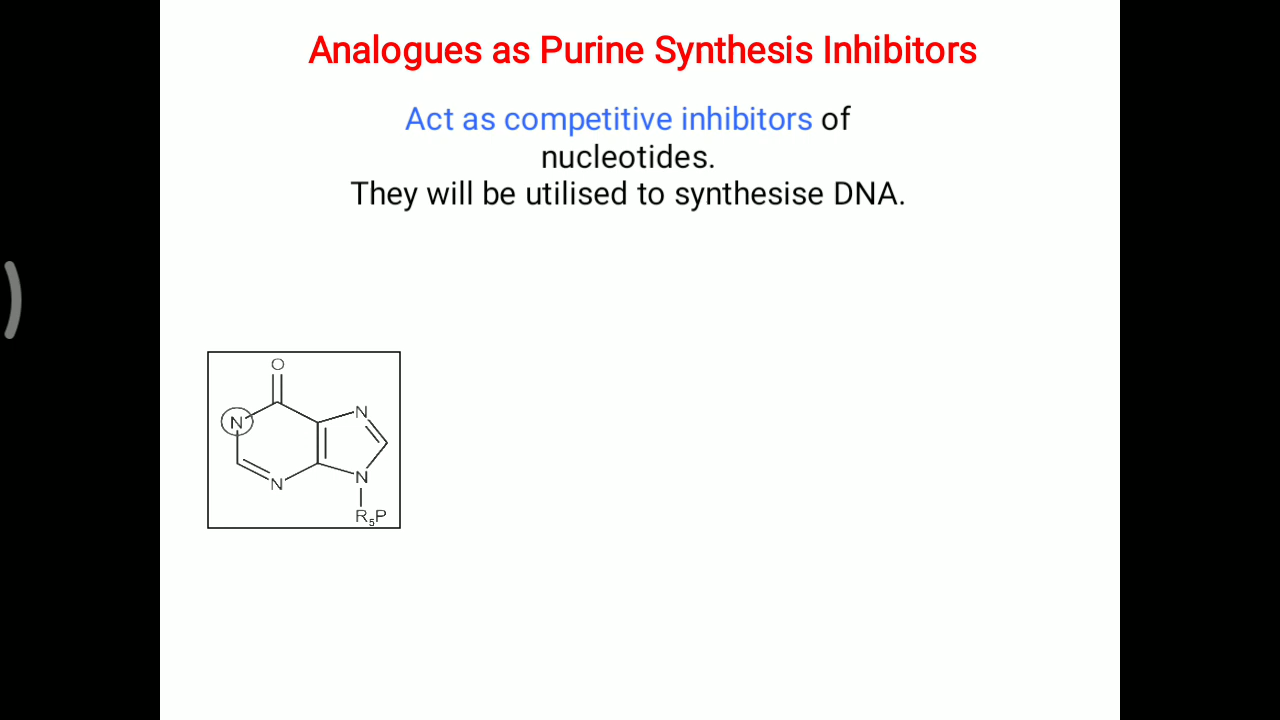 Analogues as Purine Synthesis Inhibitors
Act as competitive inhibitors of
nucleotides.
They will be utilised to synthesise DNA.
O
N
N
N
N
R5P